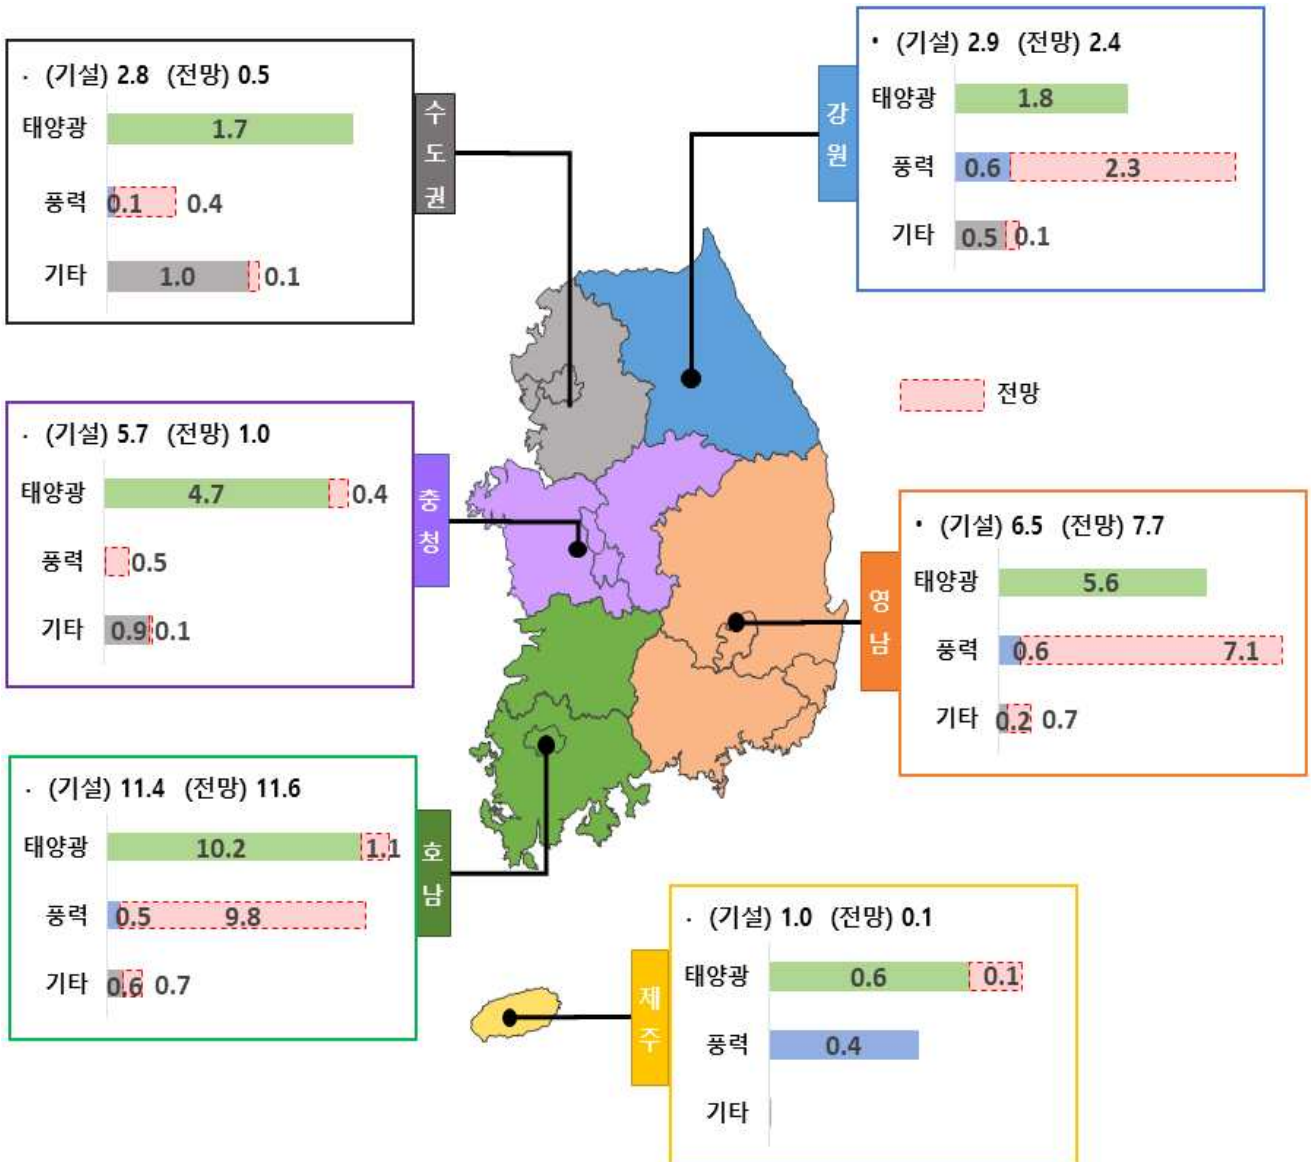 · (기설) 2.8 (전망) 0.5
태양광 1.7
풍력 0.1 0.4
기타 1.0 0.1
수도권
• (기설) 2.9 (전망) 2.4
태양광 1.8
풍력 0.6 2.3
기타 0.5 0.1
강원
전망
· (기설) 5.7 (전망) 1.0
태양광 4.7 0.4
풍력 0.5
기타 0.9 0.1
충청
• (기설) 6.5 (전망) 7.7
태양광 5.6
풍력 0.6 7.1
기타 0.2 0.7
영남
· (기설) 11.4 (전망) 11.6
태양광 10.2 1.1
풍력 0.5 9.8
기타 0.6 0.7
호남
· (기설) 1.0 (전망) 0.1
태양광 0.6 0.1
풍력 0.4
기타
제주